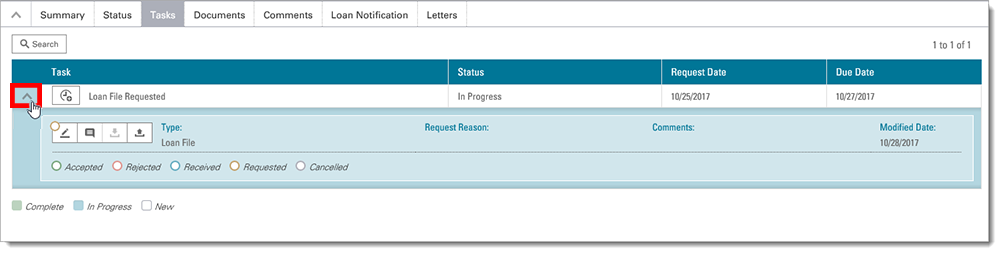 Summary Status Tasks Documents Comments Loan Notification Letters
Search 1 to 1 of 1
Task Status Request Date Due Date
Loan File Requested In Progress 10/25/2017 10/27/2017
Type: Request Reason: Comments: Modified Date:
Loan File 10/28/2017
Accepted Rejected Received Requested Cancelled
Complete In Progress New